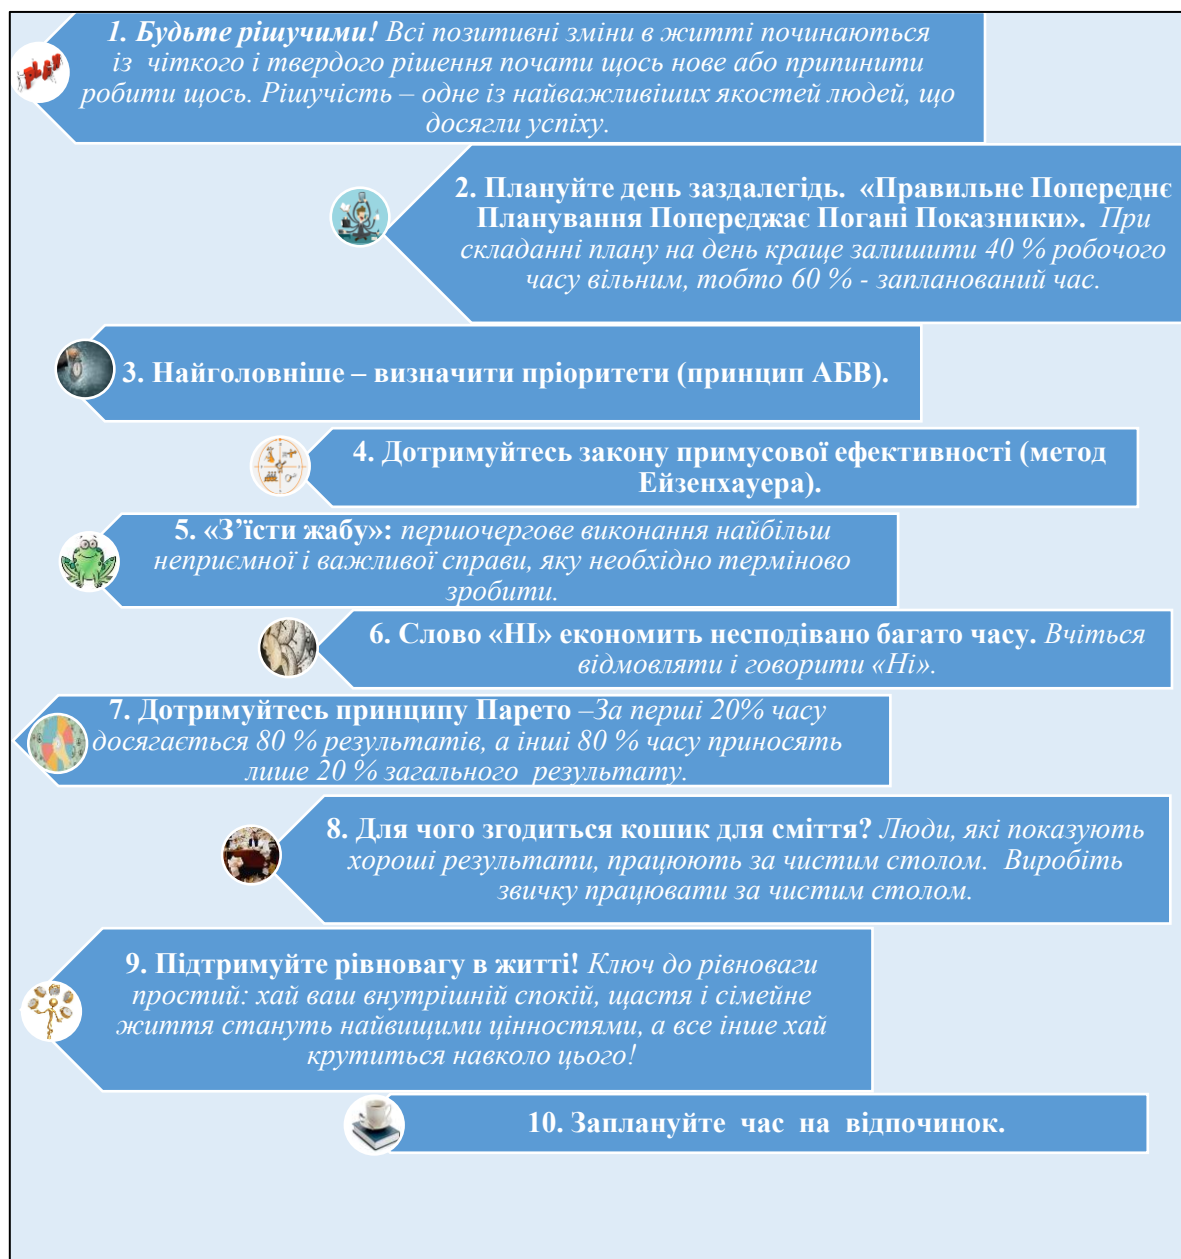 1. Будьте рішучими! Всі позитивні зміни в житті починаються
із чіткого і твердого рішення почати щось нове або припинити
робити щось. Рішучість – одне із найважливіших якостей людей, що
досягли успіху.
2. Плануйте день заздалегідь. «Правильне Попереднє
Планування Попереджає Погані Показники». При
складанні плану на день краще залишити 40 % робочого
часу вільним, тобто 60 % - запланований час.
3. Найголовніше – визначити пріоритети (принцип АБВ).
4. Дотримуйтесь закону примусової ефективності (метод
Ейзенхауера).
5. «З’їсти жабу»: першочергове виконання найбільш
неприємної і важливої справи, яку необхідно терміново
зробити.
6. Слово «НІ» економить несподівано багато часу. Вчіться
відмовляти і говорити «Ні».
7. Дотримуйтесь принципу Парето –За перші 20% часу
досягається 80 % результатів, а інші 80 % часу приносять
лише 20 % загального результату.
8. Для чого згодиться кошик для сміття? Люди, які показують
хороші результати, працюють за чистим столом. Виробіть
звичку працювати за чистим столом.
9. Підтримуйте рівновагу в житті! Ключ до рівноваги
простий: хай ваш внутрішній спокій, щастя і сімейне
життя стануть найвищими цінностями, а все інше хай
крутиться навколо цього!
10. Заплануйте час на відпочинок.